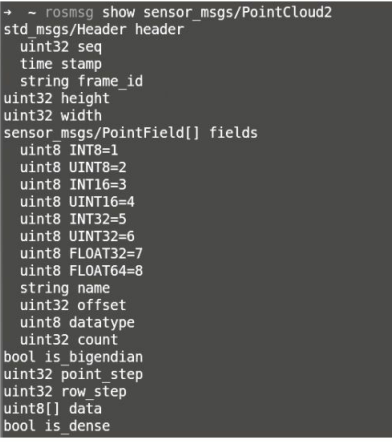 → ~ rosmsg show sensor_msgs/PointCloud2
std_msgs/Header header
  uint32 seq
  time stamp
  string frame_id
uint32 height
uint32 width
sensor_msgs/PointField[] fields
  uint8 INT8=1
  uint8 UINT8=2
  uint8 INT16=3
  uint8 UINT16=4
  uint8 INT32=5
  uint8 UINT32=6
  uint8 FLOAT32=7
  uint8 FLOAT64=8
  string name
  uint32 offset
  uint8 datatype
  uint32 count
bool is_bigendian
uint32 point_step
uint32 row_step
uint8[] data
bool is_dense